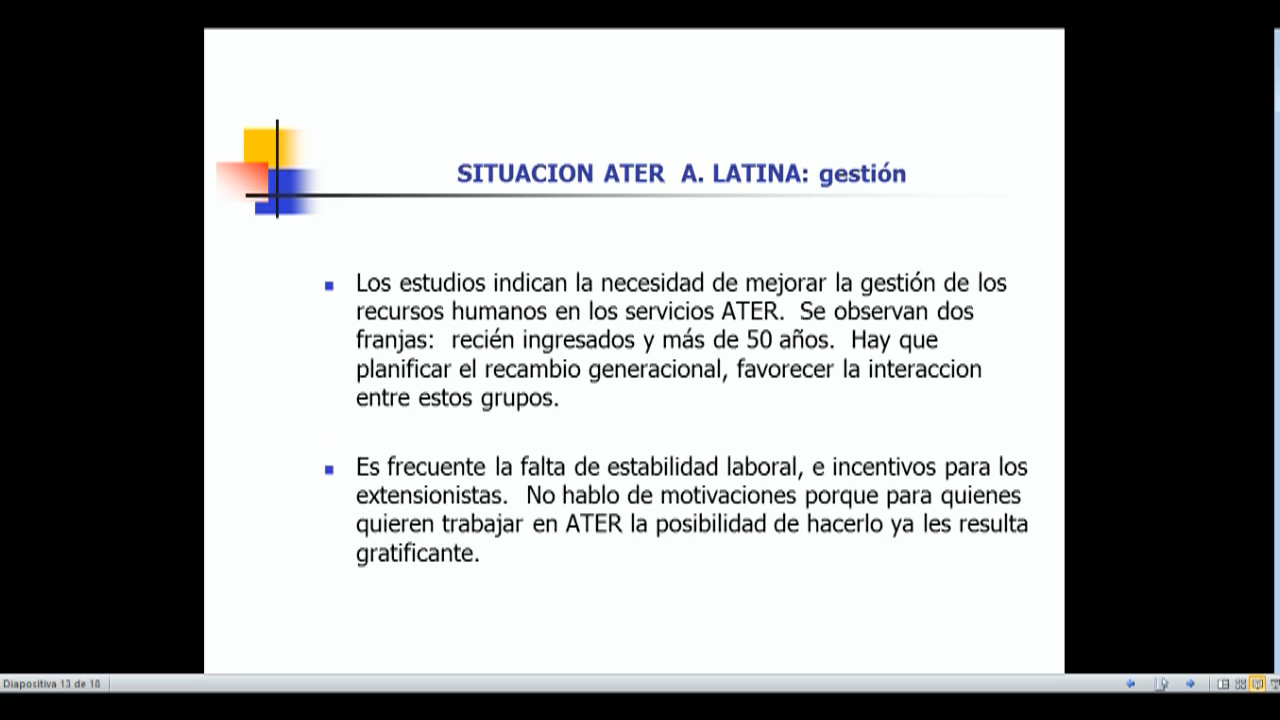 SITUACION ATER A. LATINA: gestión
Los estudios indican la necesidad de mejorar la gestión de los
recursos humanos en los servicios ATER. Se observan dos
franjas: recién ingresados y más de 50 años. Hay que
planificar el recambio generacional, favorecer la interaccion
entre estos grupos.
Es frecuente la falta de estabilidad laboral, e incentivos para los
extensionistas. No hablo de motivaciones porque para quienes
quieren trabajar en ATER la posibilidad de hacerlo ya les resulta
gratificante.
Diapositiva 13 de 18